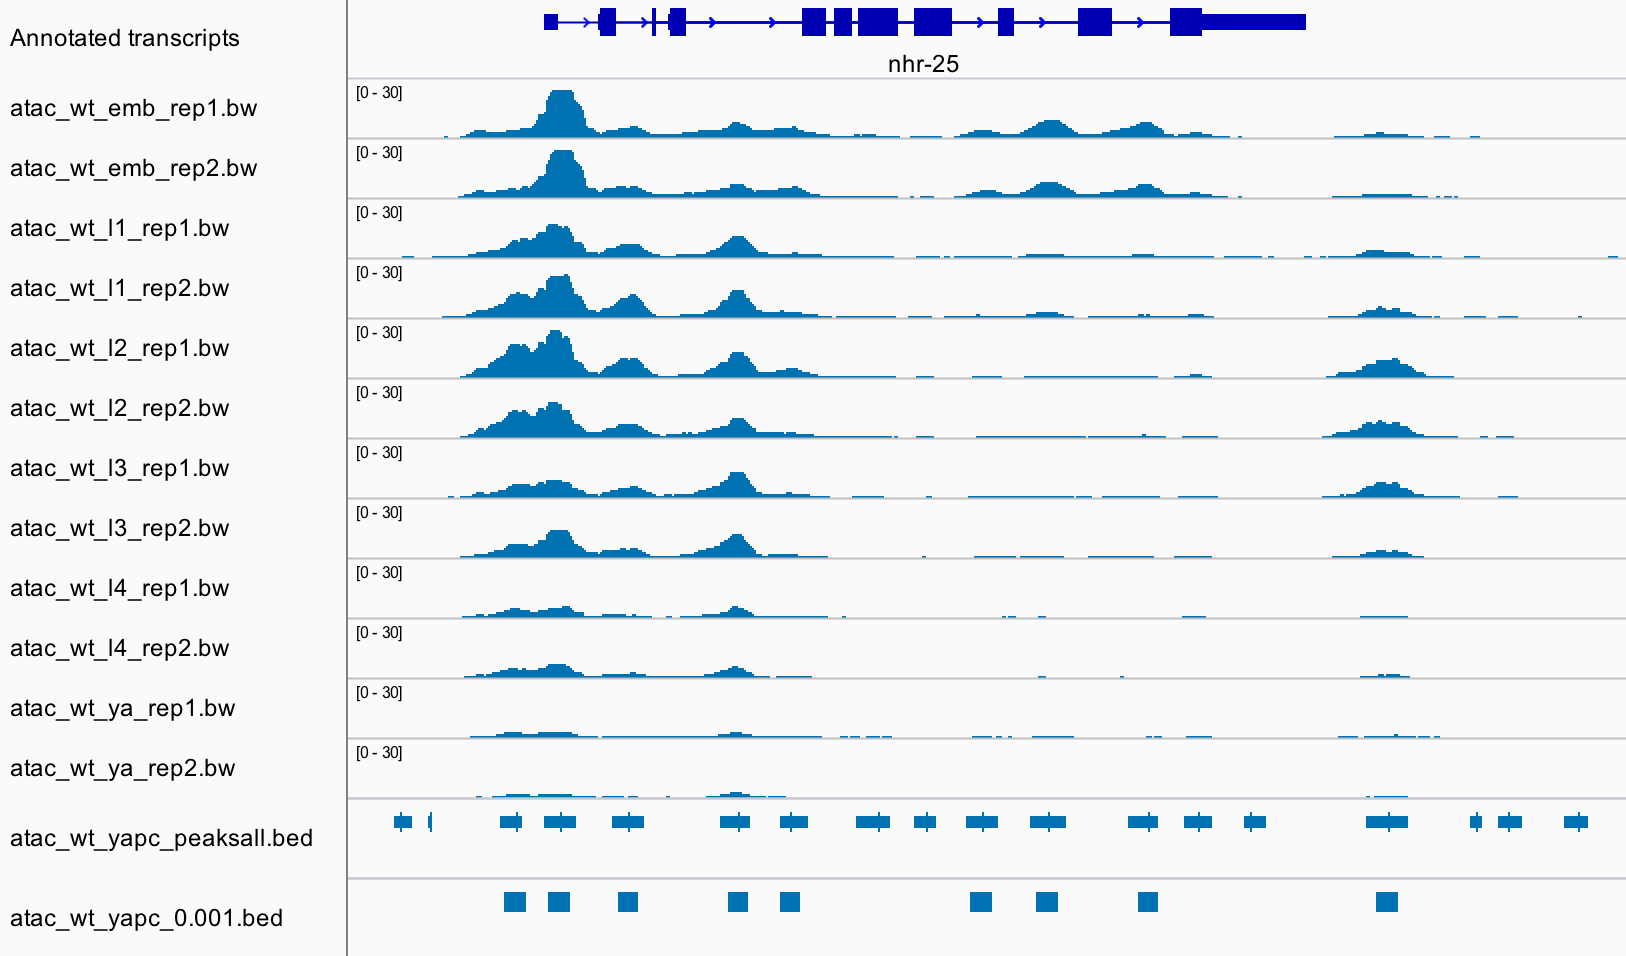 Annotated transcripts
nhr-25
atac_wt_emb_rep1.bw
[0 - 30]
atac_wt_emb_rep2.bw
[0 - 30]
atac_wt_l1_rep1.bw
[0 - 30]
atac_wt_l1_rep2.bw
[0 - 30]
atac_wt_l2_rep1.bw
[0 - 30]
atac_wt_l2_rep2.bw
[0 - 30]
atac_wt_l3_rep1.bw
[0 - 30]
atac_wt_l3_rep2.bw
[0 - 30]
atac_wt_l4_rep1.bw
[0 - 30]
atac_wt_l4_rep2.bw
[0 - 30]
atac_wt_ya_rep1.bw
[0 - 30]
atac_wt_ya_rep2.bw
[0 - 30]
atac_wt_yapc_peaksall.bed
atac_wt_yapc_0.001.bed